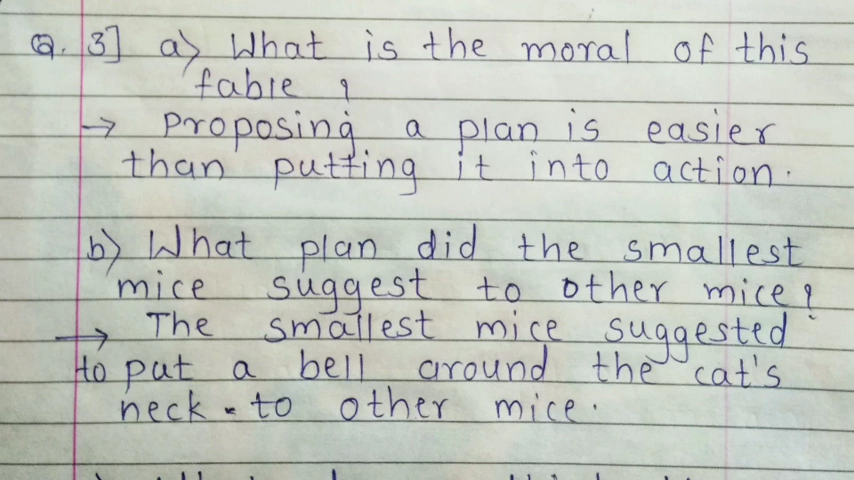 Q. 3] a) What is the moral of this
fable ?
→ Proposing a plan is easier
than putting it into action.
b) What plan did the smallest
mice suggest to other mice?
→ The smallest mice suggested
to put a bell around the cat's
neck - to other mice.